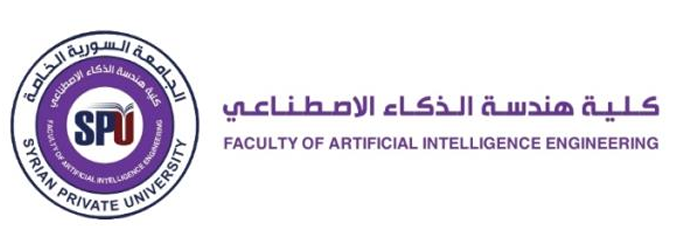 الجامعة السورية الخاصة
كلية هندسة الذكاء الاصطناعي
SPU
FACULTY OF ARTIFICIAL INTELLIGENCE ENGINEERING
SYRIAN PRIVATE UNIVERSITY
كلية هندسة الذكاء الاصطناعي
FACULTY OF ARTIFICIAL INTELLIGENCE ENGINEERING